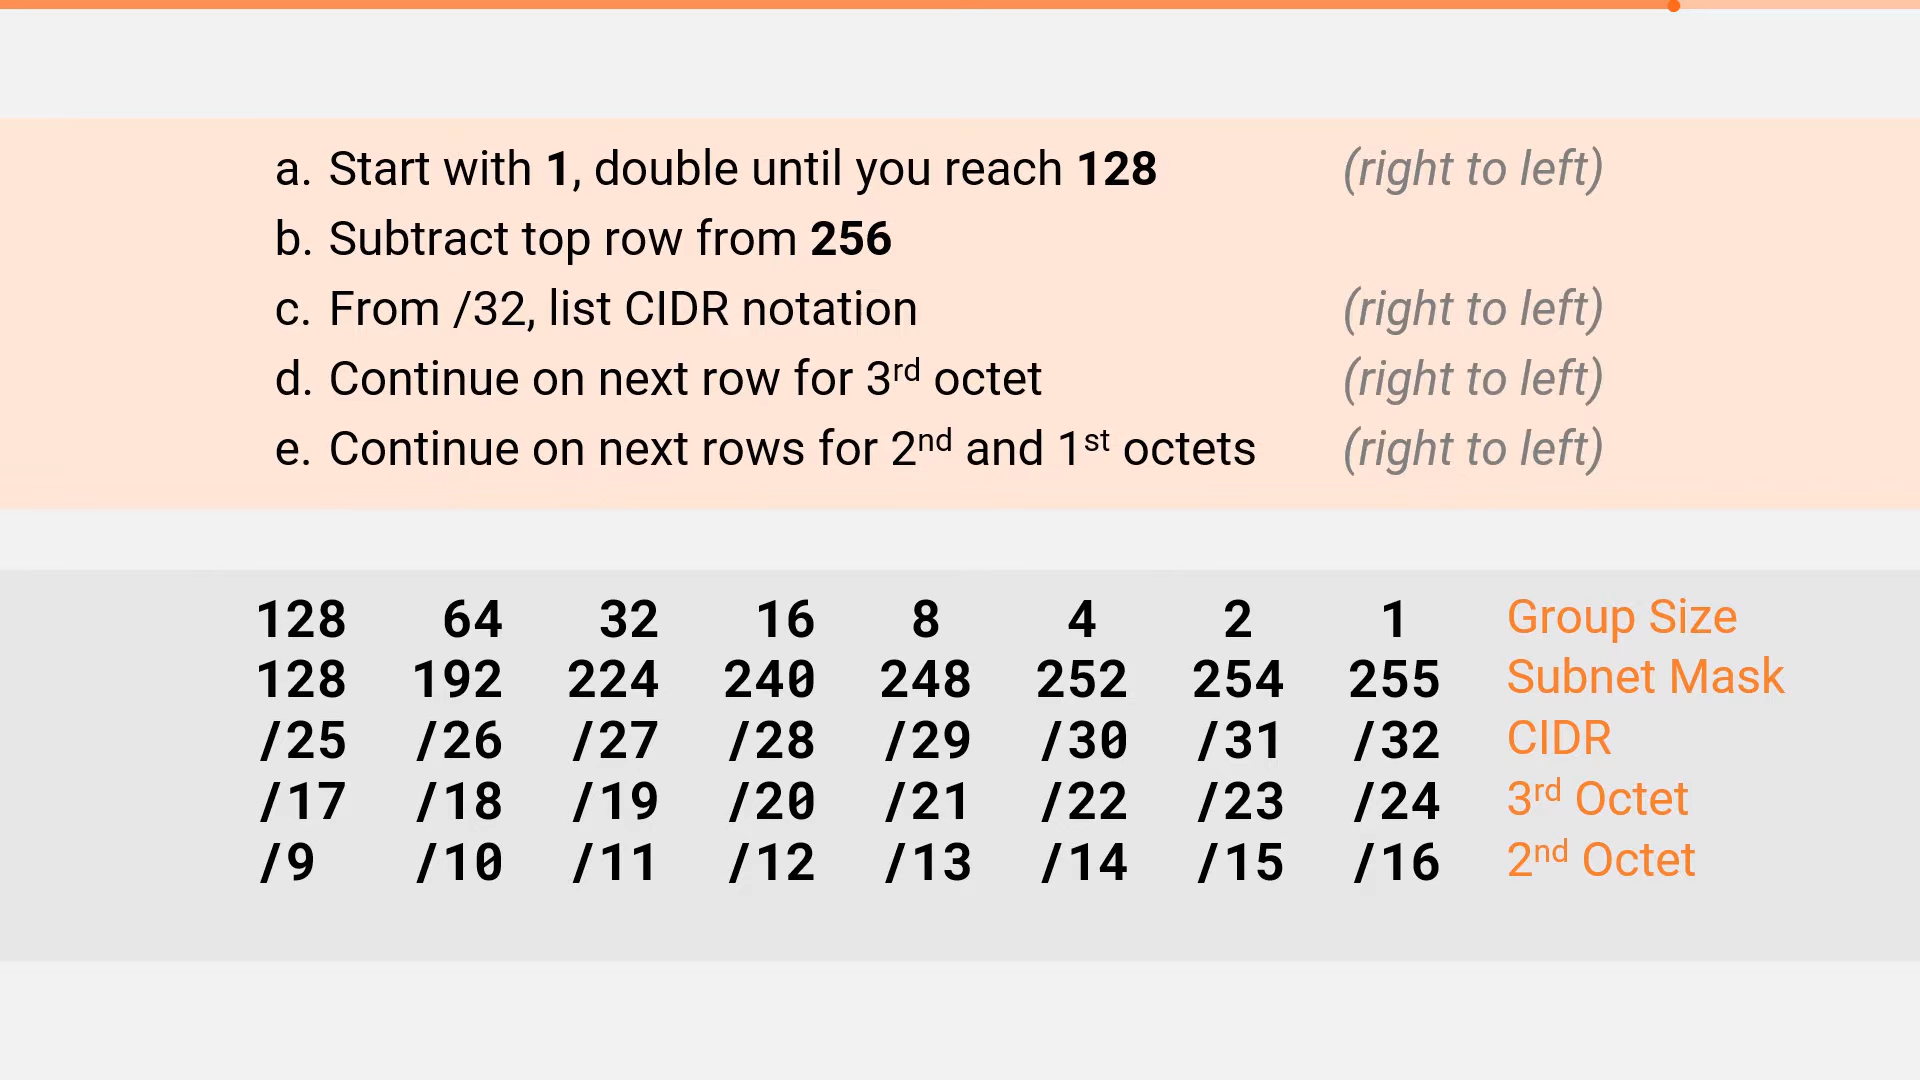 a. Start with 1, double until you reach 128 (right to left)
b. Subtract top row from 256
c. From /32, list CIDR notation (right to left)
d. Continue on next row for 3rd octet (right to left)
e. Continue on next rows for 2nd and 1st octets (right to left)
128 64 32 16 8 4 2 1 Group Size
128 192 224 240 248 252 254 255 Subnet Mask
/25 /26 /27 /28 /29 /30 /31 /32 CIDR
/17 /18 /19 /20 /21 /22 /23 /24 3rd Octet
/9 /10 /11 /12 /13 /14 /15 /16 2nd Octet